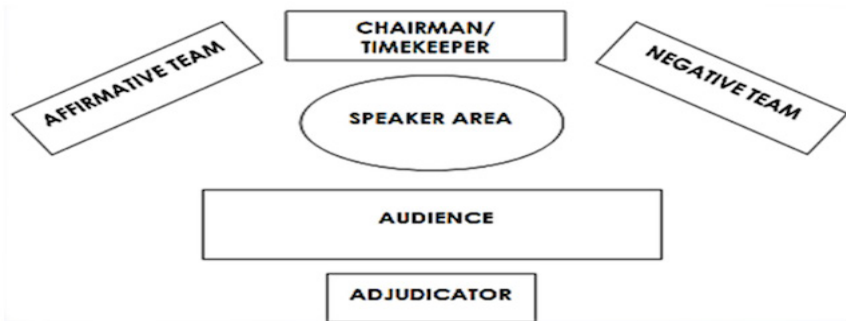 CHAIRMAN/
TIMEKEEPER
AFFIRMATIVE TEAM
NEGATIVE TEAM
SPEAKER AREA
AUDIENCE
ADJUDICATOR